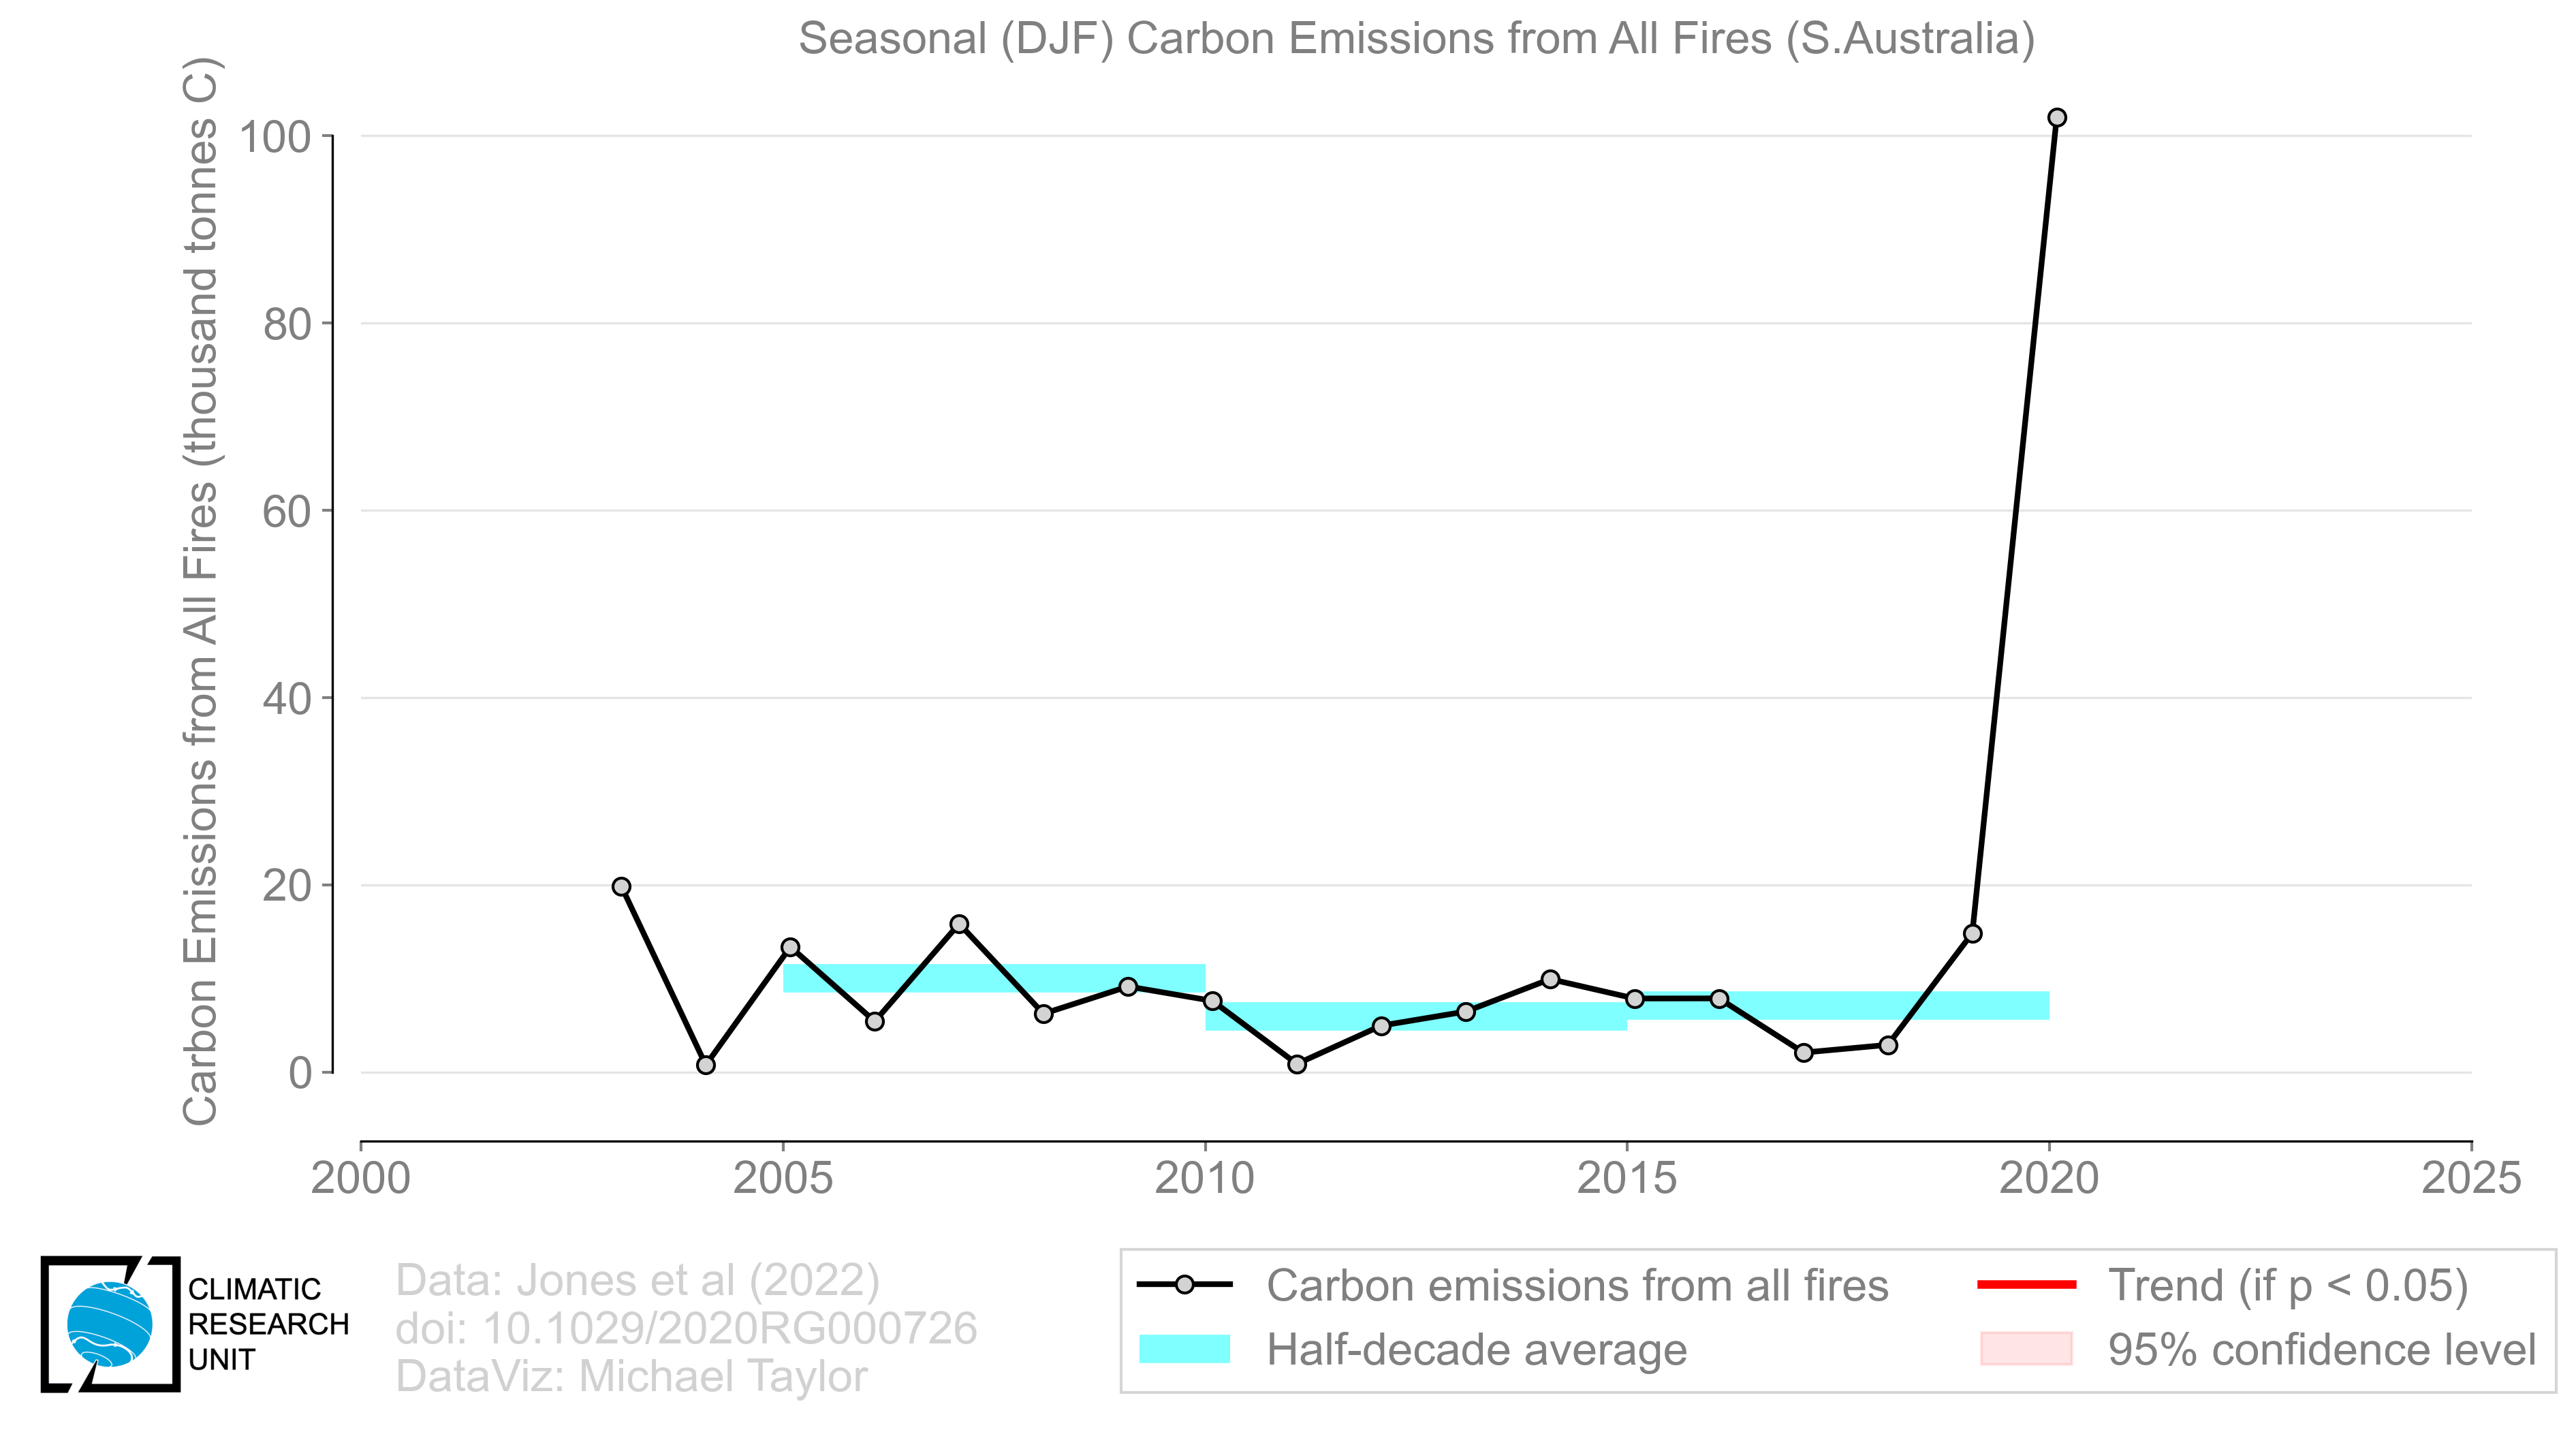 Seasonal (DJF) Carbon Emissions from All Fires (S.Australia)
Carbon Emissions from All Fires (thousand tonnes C)
100
80
60
40
20
0
2000 2005 2010 2015 2020 2025
CLIMATIC
RESEARCH
UNIT
Data: Jones et al (2022)
doi: 10.1029/2020RG000726
DataViz: Michael Taylor
Carbon emissions from all fires
Half-decade average
Trend (if p < 0.05)
95% confidence level